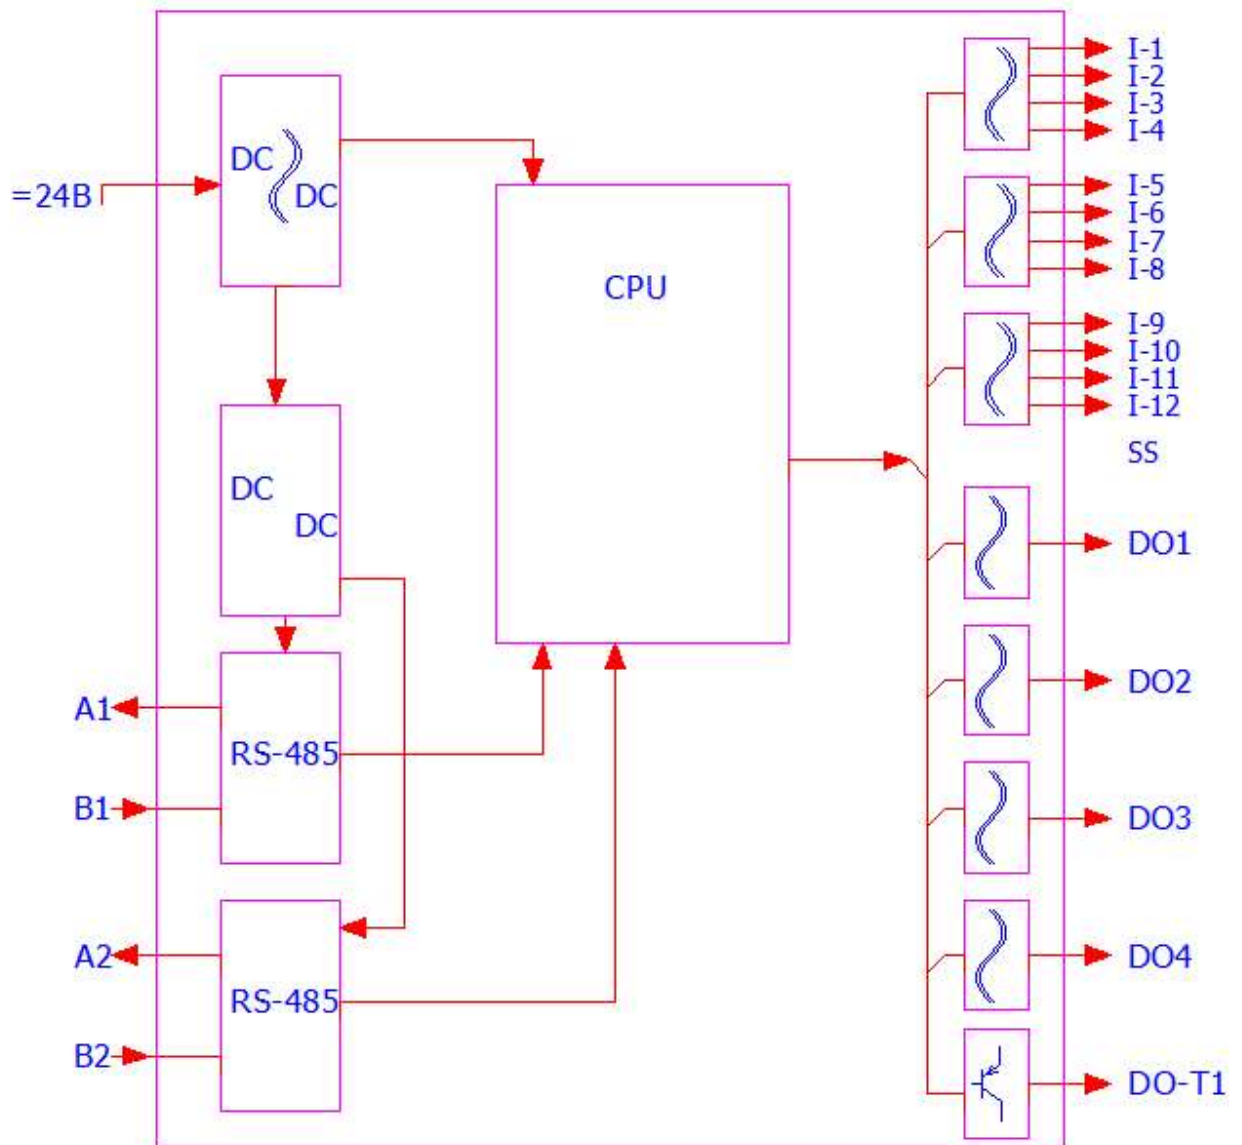 =24В
DC
DC
CPU
DC
DC
A1
RS-485
B1
A2
RS-485
B2
I-1
I-2
I-3
I-4
I-5
I-6
I-7
I-8
I-9
I-10
I-11
I-12
SS
DO1
DO2
DO3
DO4
DO-T1